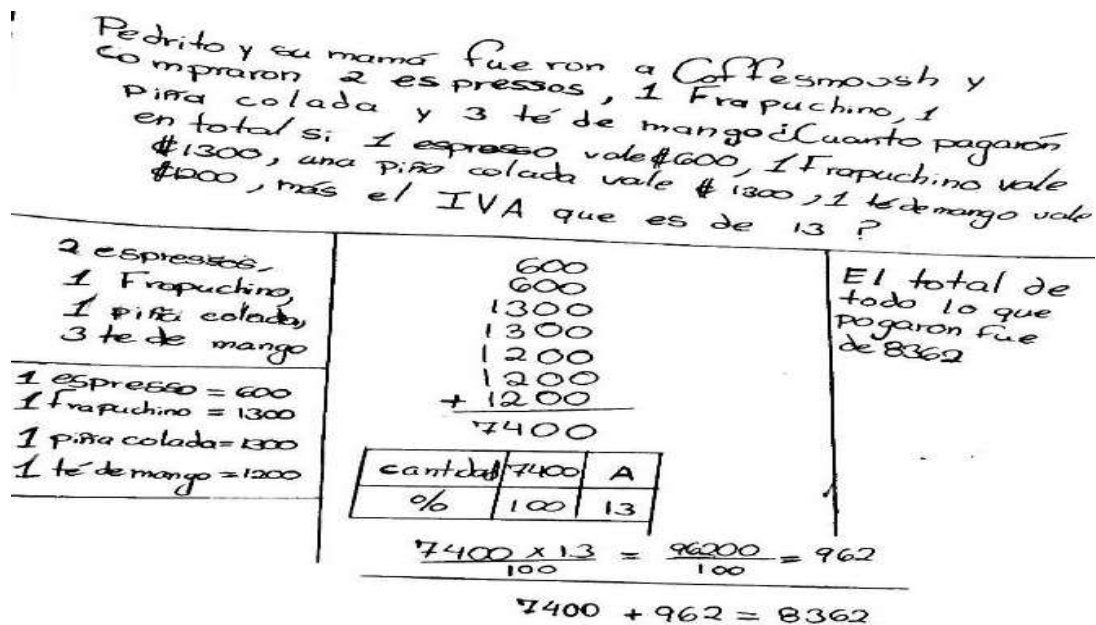 Pedrito y su mamá fueron a Coffesmoosh y
compraron 2 espressos, 1 Frapuchino, 1
piña colada y 3 té de mango ¿Cuanto pagarón
en total si 1 espresso vale ₡600, 1 Frapuchino vale
₡1300, una piña colada vale ₡ 1300, 1 té de mango vale
₡1200, más el IVA que es de 13 ?
2 espressos,
1 Frapuchino,
1 piña colada,
3 te de mango
1 espresso = 600
1 frapuchino = 1300
1 piña colada = 1300
1 té de mango = 1200
600
600
1300
1300
1200
1200
+ 1200
7400
cantidad 7400 A
% 100 13
7400 x 13 = 96200 = 962
100 100
7400 + 962 = 8362
El total de
todo lo que
pagaron fue
de 8362